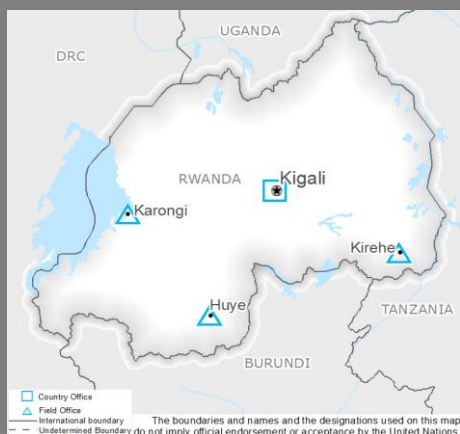 UGANDA
DRC
RWANDA
Kigali
Karongi
Kirehe
Huye
TANZANIA
BURUNDI
Country Office
Field Office
International boundary
Undetermined Boundary
The boundaries and names and the designations used on this map
do not imply official endorsement or acceptance by the United Nations.